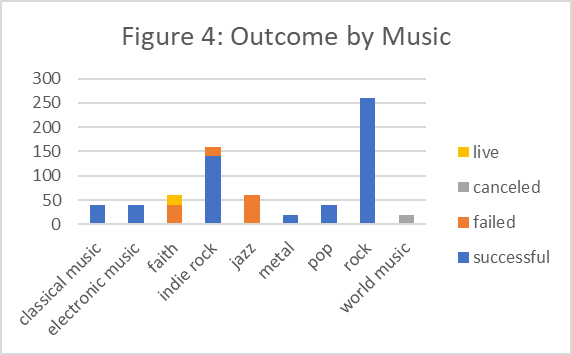 Figure 4: Outcome by Music
300
250
200
150
100
50
0
classical music
electronic music
faith
indie rock
jazz
metal
pop
rock
world music
live
canceled
failed
successful